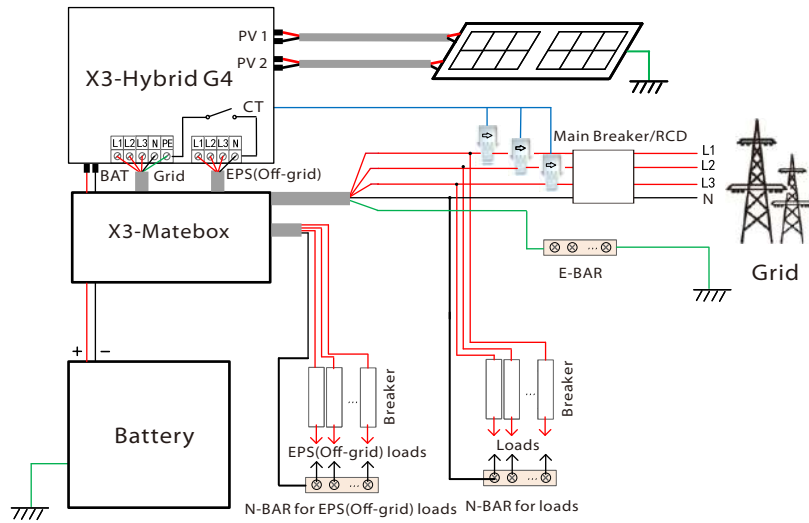 PV 1
X3-Hybrid G4
PV 2
CT
L1 L2 L3 N PE
L1 L2 L3 N
BAT
Grid
EPS(Off-grid)
Main Breaker/RCD
L1
L2
L3
N
X3-Matebox
E-BAR
Grid
+ −
Battery
...
Breaker
EPS(Off-grid) loads
...
N-BAR for EPS(Off-grid) loads
...
Breaker
Loads
...
N-BAR for loads